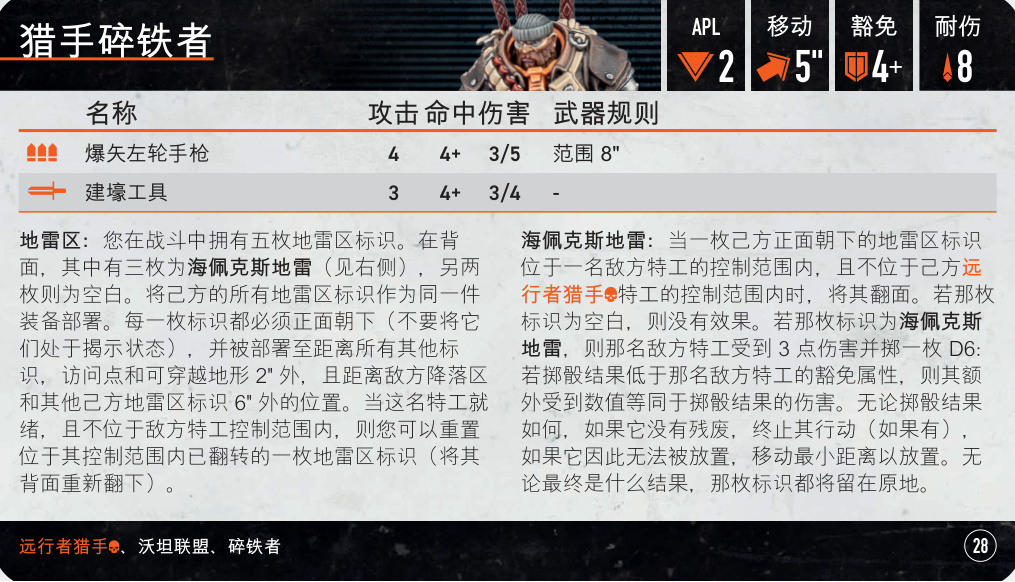 猎手碎铁者
APL 移动 豁免 耐伤
2 5" 4+ 8
名称 攻击 命中 伤害 武器规则
爆矢左轮手枪 4 4+ 3/5 范围 8"
建壕工具 3 4+ 3/4 -
地雷区：您在战斗中拥有五枚地雷区标识。在背
面，其中有三枚为海佩克斯地雷（见右侧），另两
枚则为空白。将己方的所有地雷区标识作为同一件
装备部署。每一枚标识都必须正面朝下（不要将它
们处于揭示状态），并被部署至距离所有其他标
识，访问点和可穿越地形 2" 外，且距离敌方降落区
和其他己方地雷区标识 6" 外的位置。当这名特工就
绪，且不位于敌方特工控制范围内，则您可以重置
位于其控制范围内已翻转的一枚地雷区标识（将其
背面重新翻下）。
海佩克斯地雷：当一枚己方正面朝下的地雷区标识
位于一名敌方特工的控制范围内，且不位于己方远
行者猎手特工的控制范围内时，将其翻面。若那枚
标识为空白，则没有效果。若那枚标识为海佩克斯
地雷，则那名敌方特工受到 3 点伤害并掷一枚 D6:
若掷骰结果低于那名敌方特工的豁免属性，则其额
外受到数值等同于掷骰结果的伤害。无论掷骰结果
如何，如果它没有残废，终止其行动（如果有），
如果它因此无法被放置，移动最小距离以放置。无
论最终是什么结果，那枚标识都将留在原地。
远行者猎手、沃坦联盟、碎铁者
28